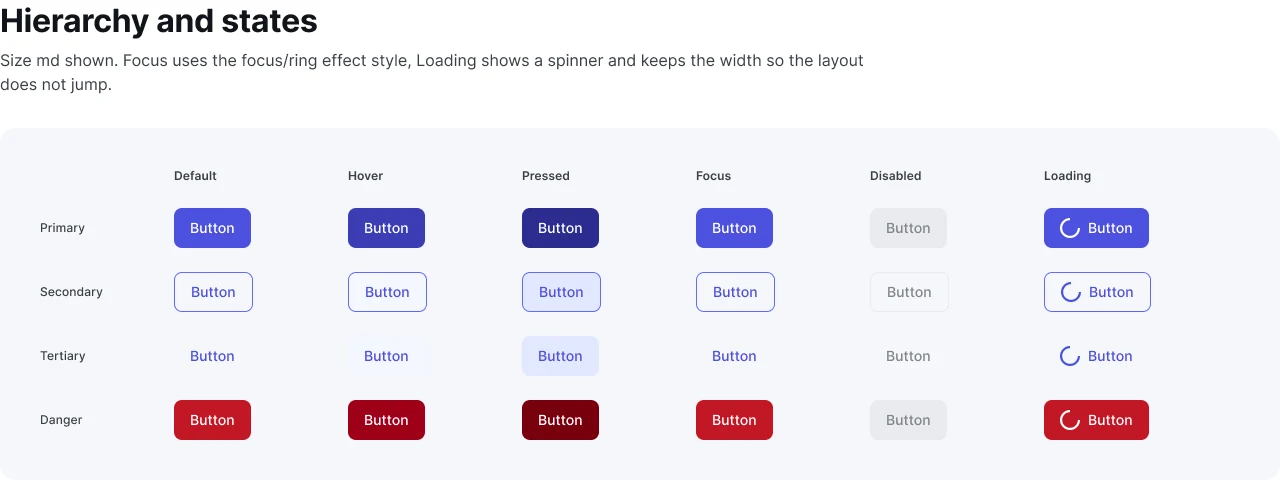 Hierarchy and states
Size md shown. Focus uses the focus/ring effect style, Loading shows a spinner and keeps the width so the layout
does not jump.
Default Hover Pressed Focus Disabled Loading
Primary Button Button Button Button Button Button
Secondary Button Button Button Button Button Button
Tertiary Button Button Button Button Button Button
Danger Button Button Button Button Button Button